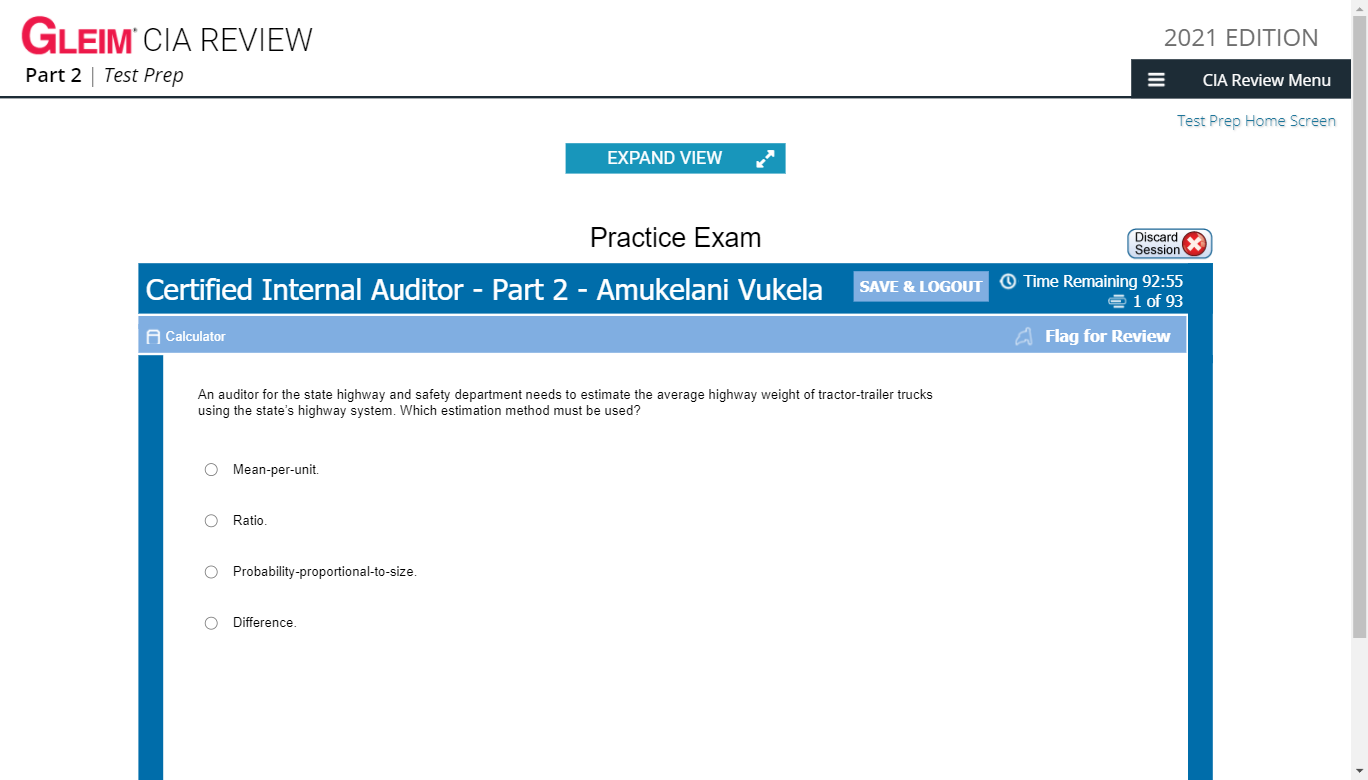 GLEIM® CIA REVIEW
Part 2 | Test Prep
2021 EDITION
CIA Review Menu
Test Prep Home Screen
EXPAND VIEW
Practice Exam
Discard
Session
Certified Internal Auditor - Part 2 - Amukelani Vukela
SAVE & LOGOUT
Time Remaining 92:55
1 of 93
Calculator
Flag for Review
An auditor for the state highway and safety department needs to estimate the average highway weight of tractor-trailer trucks
using the state's highway system. Which estimation method must be used?
Mean-per-unit.
Ratio.
Probability-proportional-to-size.
Difference.